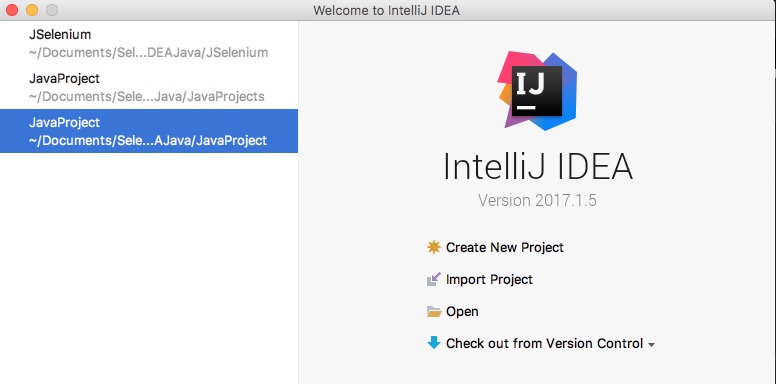 Welcome to IntelliJ IDEA
JSelenium
~/Documents/Sel...DEAJava/JSelenium
JavaProject
~/Documents/Sele...Java/JavaProjects
JavaProject
~/Documents/Sele...AJava/JavaProject
IJ
IntelliJ IDEA
Version 2017.1.5
Create New Project
Import Project
Open
Check out from Version Control